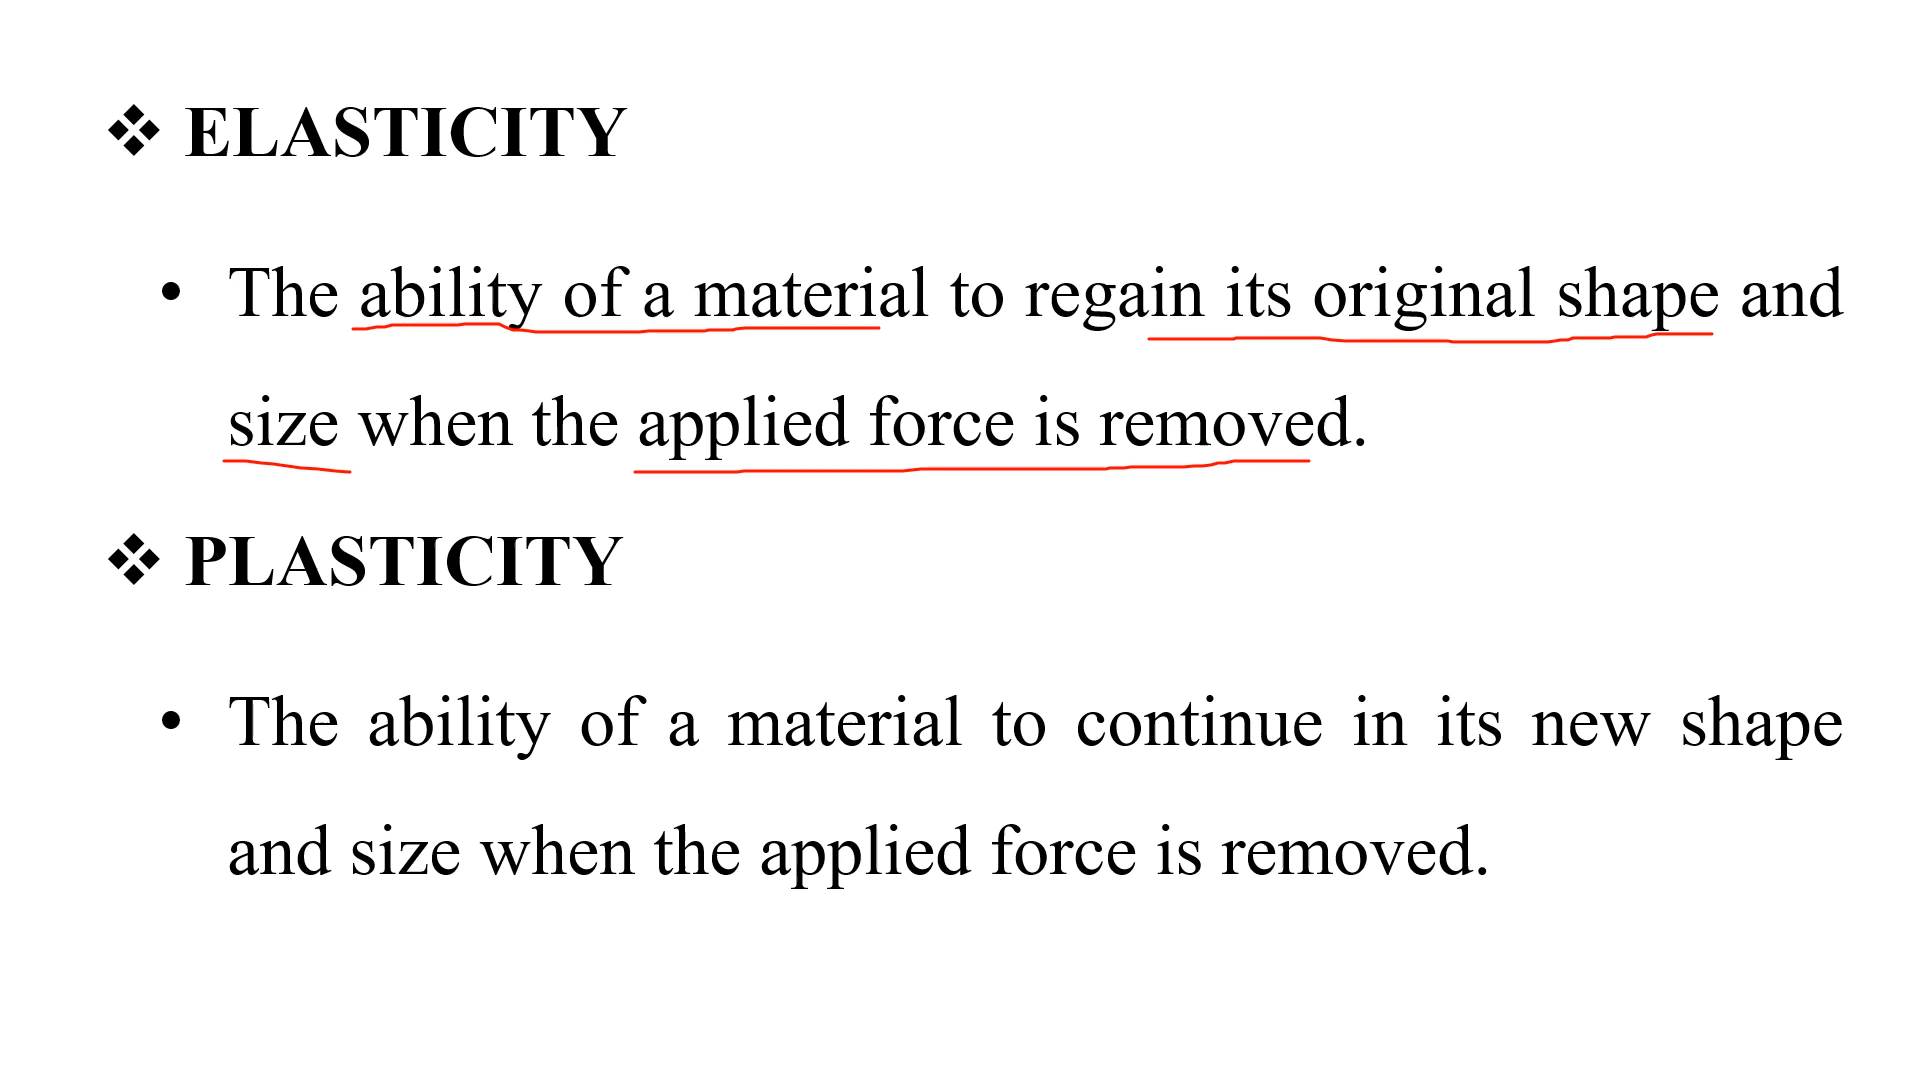 ❖ ELASTICITY
• The ability of a material to regain its original shape and
size when the applied force is removed.
❖ PLASTICITY
• The ability of a material to continue in its new shape
and size when the applied force is removed.